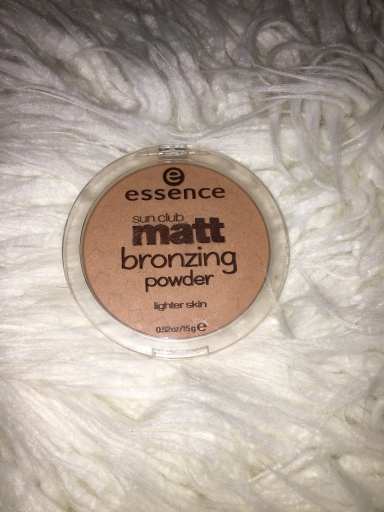 e
essence
sun club
matt
bronzing
powder
lighter skin
0.52oz/15g e